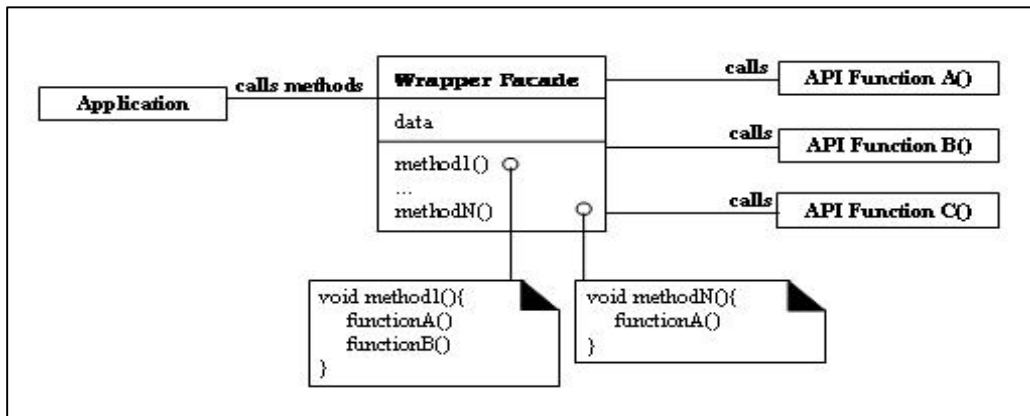 calls methods
Application
Wrapper Facade
data
method1()
...
methodN()
calls
API Function A()
calls
API Function B()
calls
API Function C()
void method1(){
functionA()
functionB()
}
void methodN(){
functionA()
}